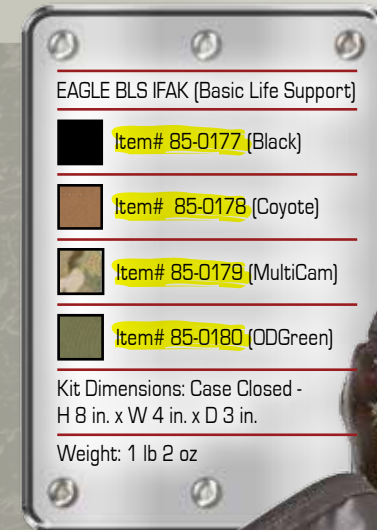 EAGLE BLS IFAK (Basic Life Support)
Item# 85-0177 (Black)
Item# 85-0178 (Coyote)
Item# 85-0179 (MultiCam)
Item# 85-0180 (ODGreen)
Kit Dimensions: Case Closed -
H 8 in. x W 4 in. x D 3 in.
Weight: 1 lb 2 oz